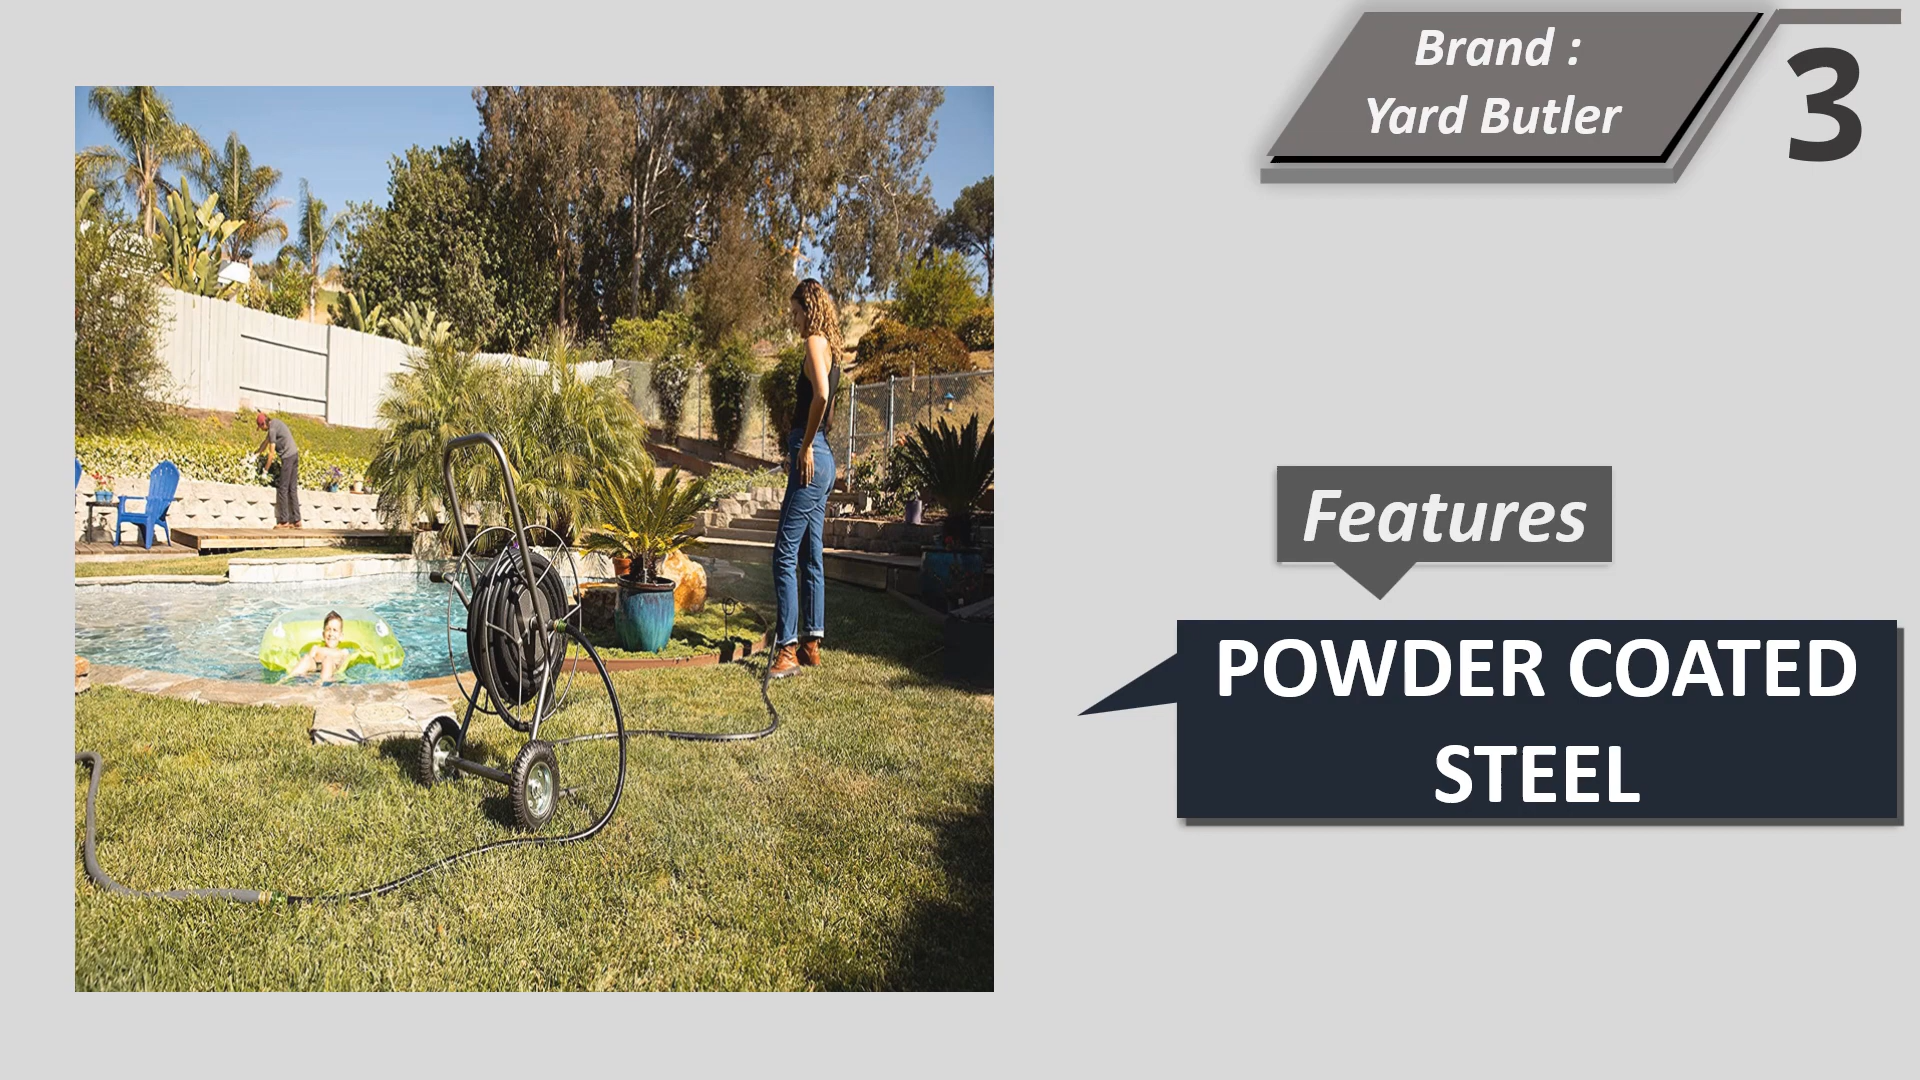 Brand :
Yard Butler
3
Features
POWDER COATED
STEEL